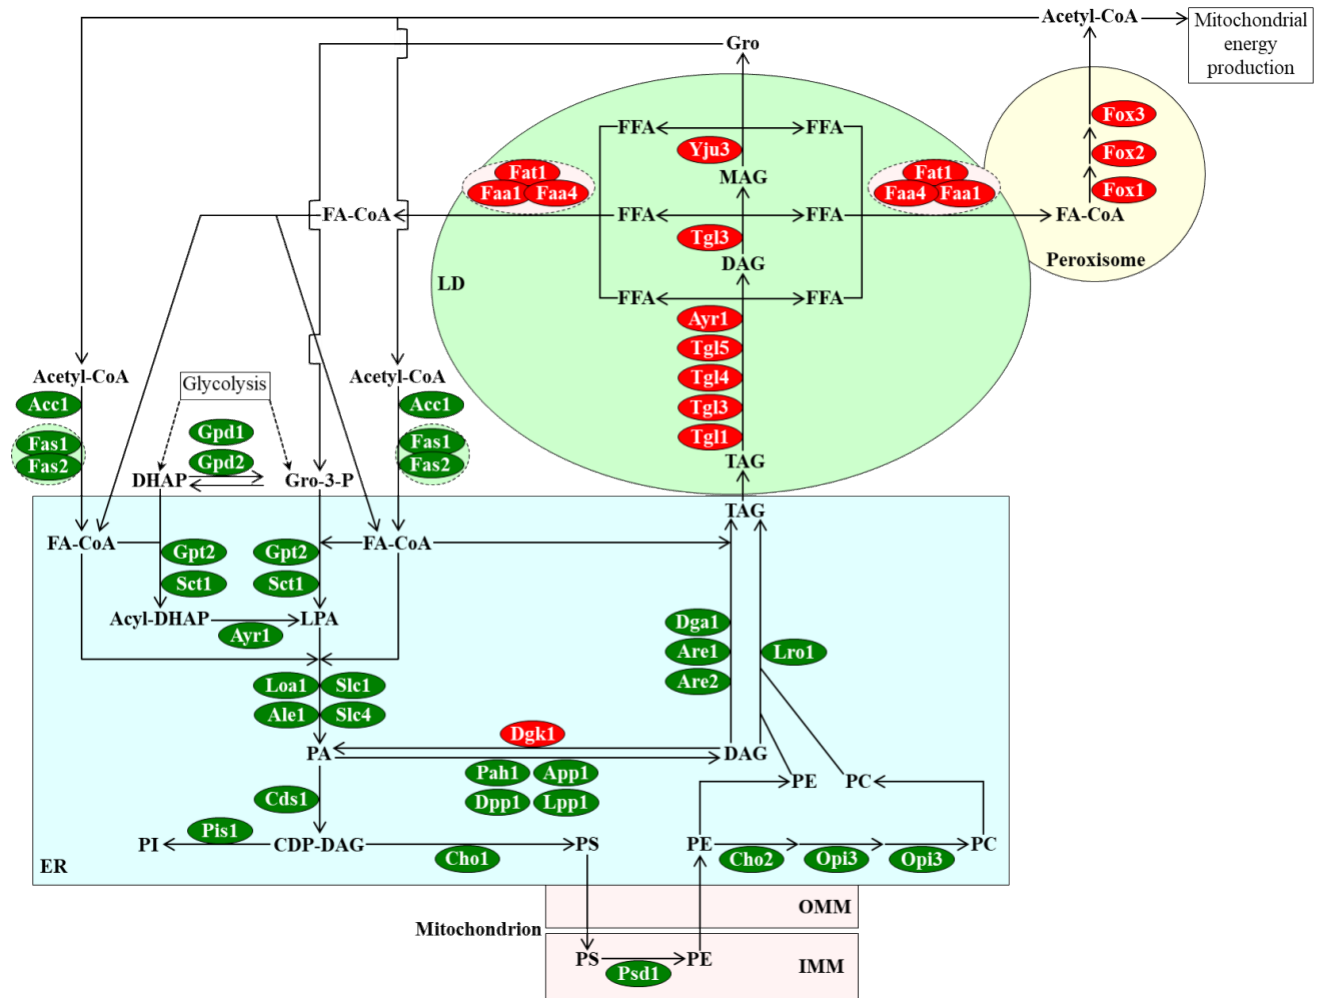 Acetyl-CoA
Mitochondrial
energy
production
Gro
Fox3
FFA
FFA
Yju3
Fox2
Fat1
Faa1
Faa4
MAG
Fat1
Faa4
Faa1
Fox1
FA-CoA
FFA
FFA
FA-CoA
Tgl3
DAG
Peroxisome
LD
FFA
FFA
Ayr1
Tgl5
Tgl4
Tgl3
Tgl1
TAG
Acetyl-CoA
Glycolysis
Acetyl-CoA
Acc1
Gpd1
Acc1
Fas1
Fas2
Gpd2
Fas1
Fas2
DHAP
Gro-3-P
TAG
FA-CoA
Gpt2
Gpt2
FA-CoA
Sct1
Sct1
Acyl-DHAP
LPA
Ayr1
Dga1
Are1
Lro1
Are2
Loa1
Slc1
Ale1
Slc4
Dgk1
PA
DAG
Pah1
App1
PE
PC
Cds1
Dpp1
Lpp1
Pis1
PI
CDP-DAG
PS
PE
PC
Cho1
Cho2
Opi3
Opi3
ER
OMM
Mitochondrion
PS
PE
Psd1
IMM